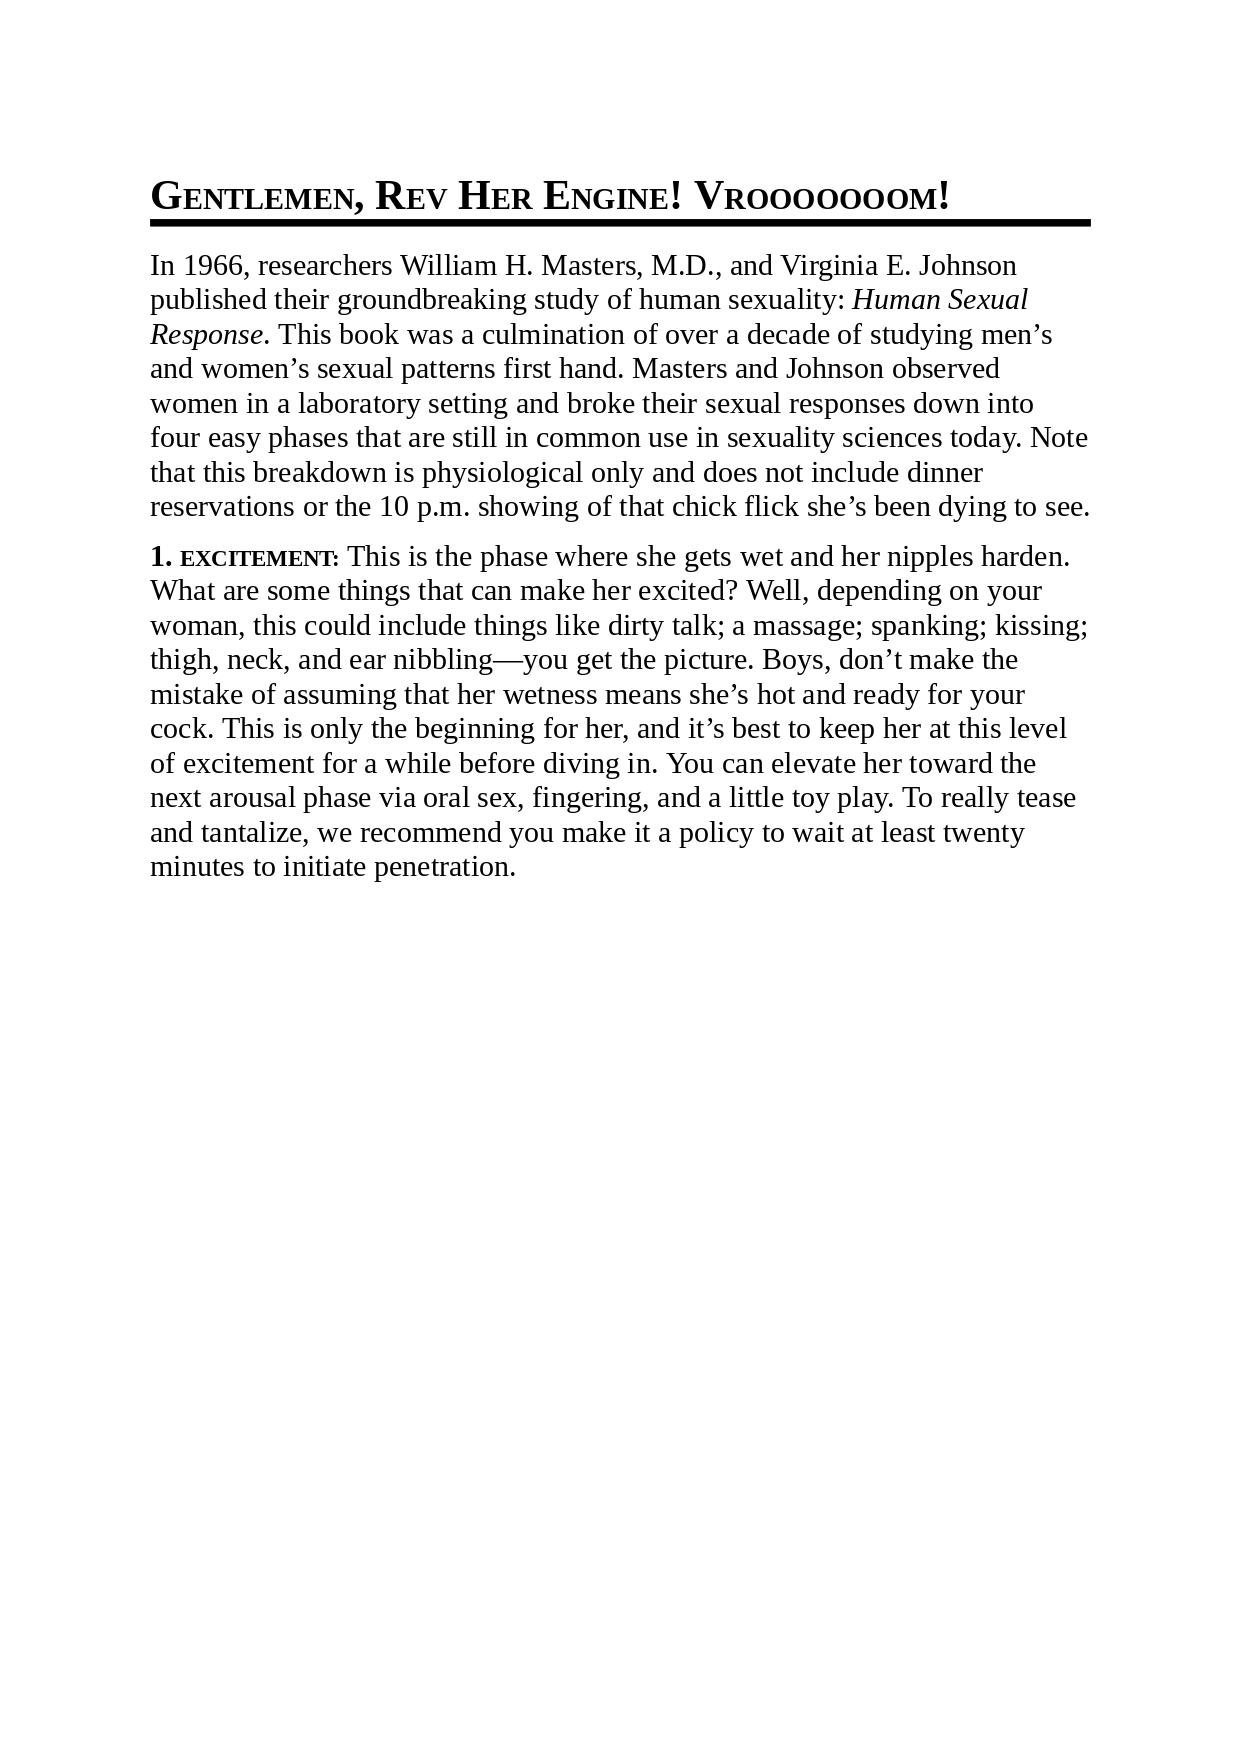 Gentlemen, Rev Her Engine! Vroooooooom!
In 1966, researchers William H. Masters, M.D., and Virginia E. Johnson
published their groundbreaking study of human sexuality: Human Sexual
Response. This book was a culmination of over a decade of studying men’s
and women’s sexual patterns first hand. Masters and Johnson observed
women in a laboratory setting and broke their sexual responses down into
four easy phases that are still in common use in sexuality sciences today. Note
that this breakdown is physiological only and does not include dinner
reservations or the 10 p.m. showing of that chick flick she’s been dying to see.
1. EXCITEMENT: This is the phase where she gets wet and her nipples harden.
What are some things that can make her excited? Well, depending on your
woman, this could include things like dirty talk; a massage; spanking; kissing;
thigh, neck, and ear nibbling—you get the picture. Boys, don’t make the
mistake of assuming that her wetness means she’s hot and ready for your
cock. This is only the beginning for her, and it’s best to keep her at this level
of excitement for a while before diving in. You can elevate her toward the
next arousal phase via oral sex, fingering, and a little toy play. To really tease
and tantalize, we recommend you make it a policy to wait at least twenty
minutes to initiate penetration.